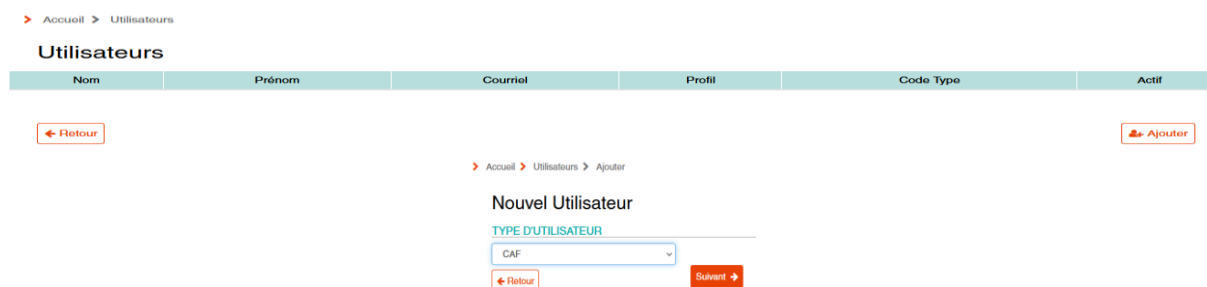 Accueil Utilisateurs
Utilisateurs
Nom Prénom Courriel Profil Code Type Actif
Retour Ajouter
Accueil Utilisateurs Ajouter
Nouvel Utilisateur
TYPE D'UTILISATEUR
CAF
Retour Suivant